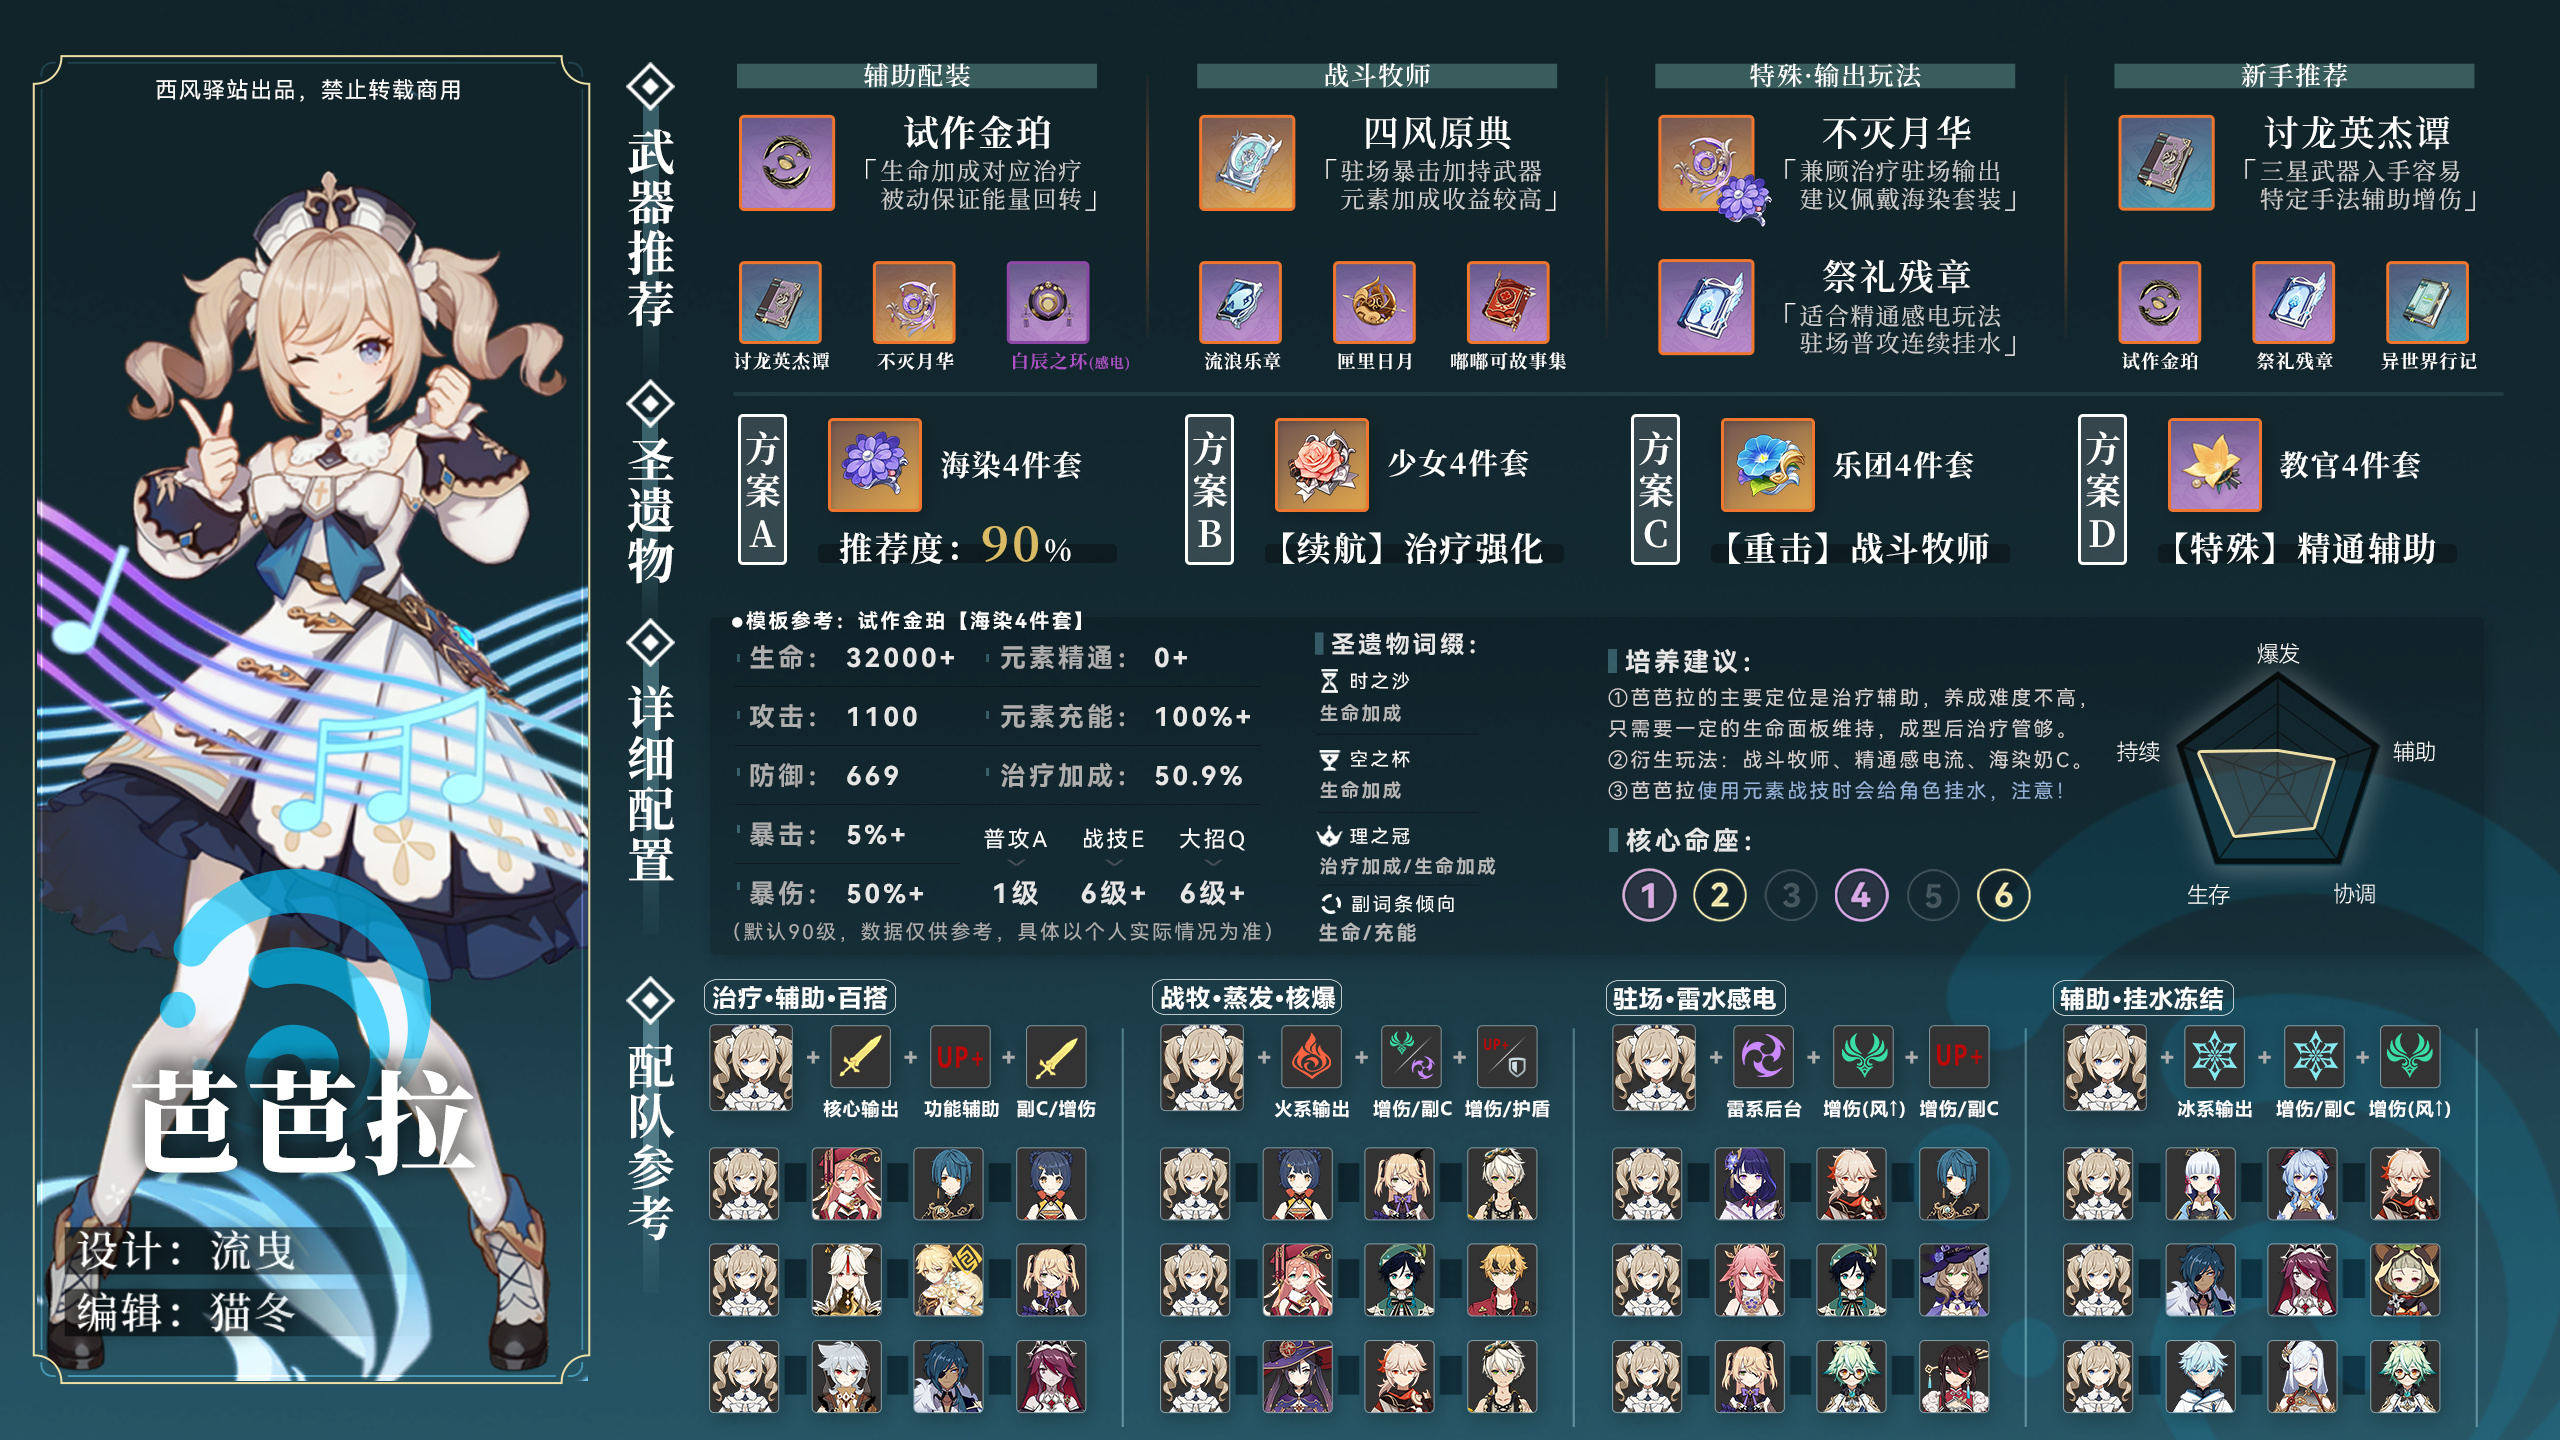 西风驿站出品，禁止转载商用
芭芭拉
设计：流曳
编辑：猫冬
武器推荐
辅助配装
试作金珀
「生命加成对应治疗
被动保证能量回转」
讨龙英杰谭
不灭月华
白辰之环(感电)
战斗牧师
四风原典
「驻场暴击加持武器
元素加成收益较高」
流浪乐章
匣里日月
嘟嘟可故事集
特殊·输出玩法
不灭月华
「兼顾治疗驻场输出
建议佩戴海染套装」
祭礼残章
「适合精通感电玩法
驻场普攻连续挂水」
新手推荐
讨龙英杰谭
「三星武器入手容易
特定手法辅助增伤」
试作金珀
祭礼残章
异世界行记
圣遗物
方案A
海染4件套
推荐度：90%
方案B
少女4件套
【续航】治疗强化
方案C
乐团4件套
【重击】战斗牧师
方案D
教官4件套
【特殊】精通辅助
详细配置
●模板参考：试作金珀【海染4件套】
生命：32000+
元素精通：0+
攻击：1100
元素充能：100%+
防御：669
治疗加成：50.9%
暴击：5%+
普攻A 战技E 大招Q
暴伤：50%+
1级 6级+ 6级+
（默认90级，数据仅供参考，具体以个人实际情况为准）
圣遗物词缀：
时之沙
生命加成
空之杯
生命加成
理之冠
治疗加成/生命加成
副词条倾向
生命/充能
培养建议：
①芭芭拉的主要定位是治疗辅助，养成难度不高，
只需要一定的生命面板维持，成型后治疗管够。
②衍生玩法：战斗牧师、精通感电流、海染奶C。
③芭芭拉使用元素战技时会给角色挂水，注意！
核心命座：
1 2 3 4 5 6
爆发
持续
辅助
生存
协调
配队参考
治疗·辅助·百搭
+ + UP+ +
核心输出 功能辅助 副C/增伤
战牧·蒸发·核爆
+ + + UP+
火系输出 增伤/副C 增伤/护盾
驻场·雷水感电
+ + + UP+
雷系后台 增伤(风↑) 增伤/副C
辅助·挂水冻结
+ + +
冰系输出 增伤/副C 增伤(风↑)